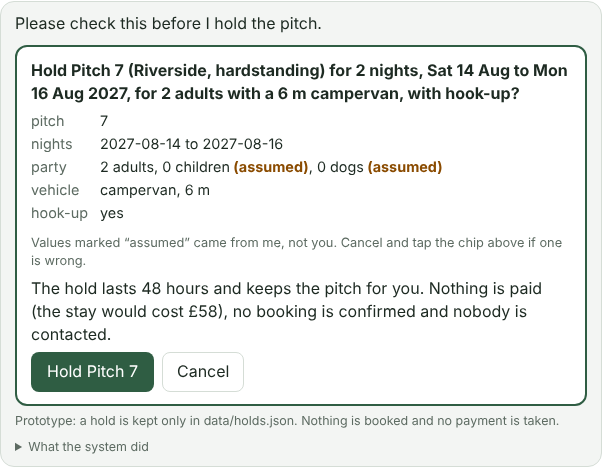 Please check this before I hold the pitch.
Hold Pitch 7 (Riverside, hardstanding) for 2 nights, Sat 14 Aug to Mon
16 Aug 2027, for 2 adults with a 6 m campervan, with hook-up?
pitch 7
nights 2027-08-14 to 2027-08-16
party 2 adults, 0 children (assumed), 0 dogs (assumed)
vehicle campervan, 6 m
hook-up yes
Values marked “assumed” came from me, not you. Cancel and tap the chip above if one
is wrong.
The hold lasts 48 hours and keeps the pitch for you. Nothing is paid
(the stay would cost £58), no booking is confirmed and nobody is
contacted.
Hold Pitch 7 Cancel
Prototype: a hold is kept only in data/holds.json. Nothing is booked and no payment is taken.
What the system did